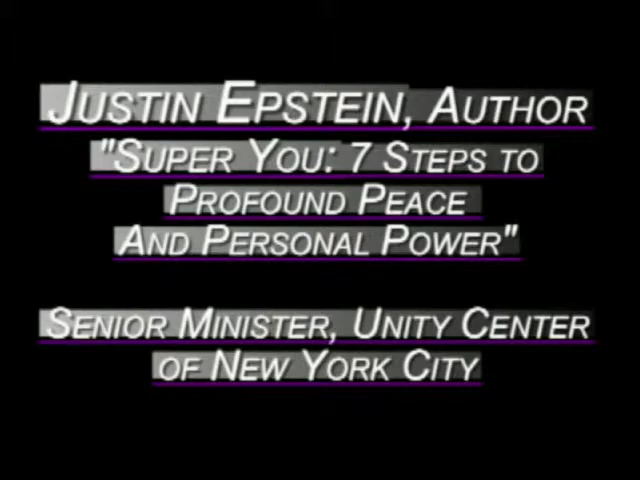 JUSTIN EPSTEIN, AUTHOR
"SUPER YOU: 7 STEPS TO
PROFOUND PEACE
AND PERSONAL POWER"
SENIOR MINISTER, UNITY CENTER
OF NEW YORK CITY